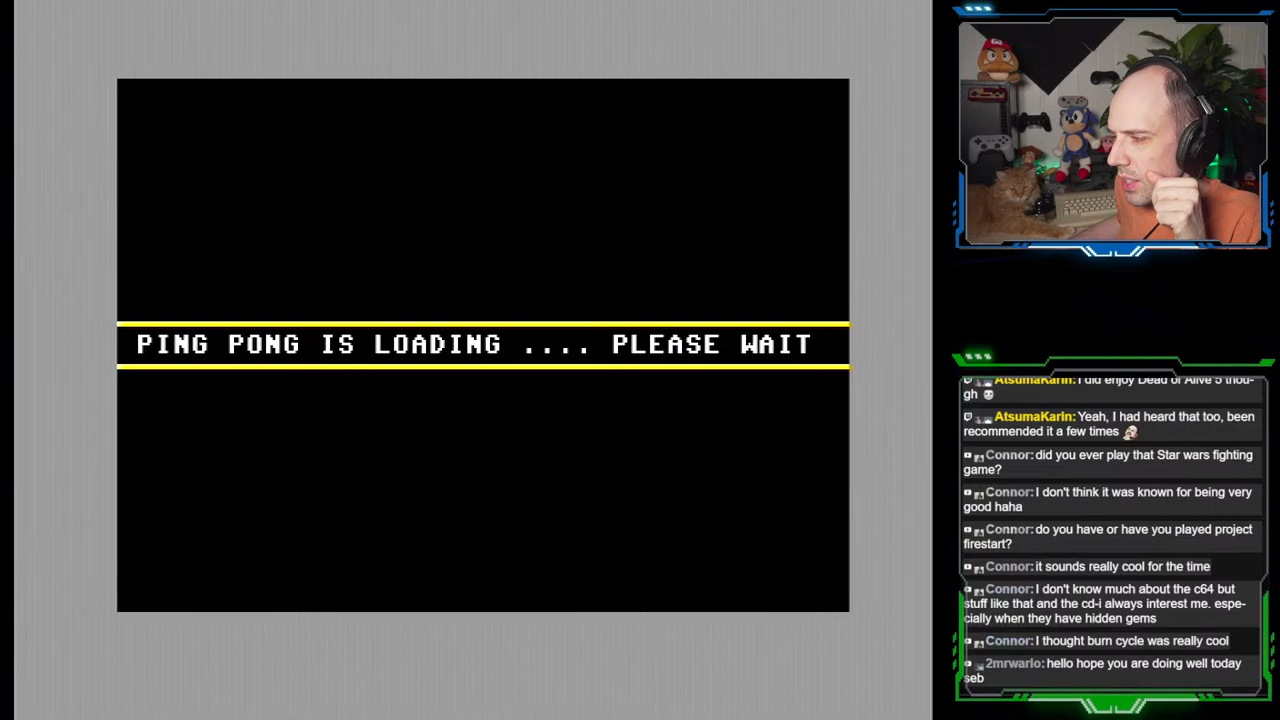 PING PONG IS LOADING .... PLEASE WAIT
AtsumaKarin: I did enjoy Dead or Alive 5 thou-
gh
AtsumaKarin: Yeah, I had heard that too, been
recommended it a few times
Connor: did you ever play that Star wars fighting
game?
Connor: I don't think it was known for being very
good haha
Connor: do you have or have you played project
firestart?
Connor: it sounds really cool for the time
Connor: I don't know much about the c64 but
stuff like that and the cd-i always interest me. espe-
cially when they have hidden gems
Connor: I thought burn cycle was really cool
2mrwario: hello hope you are doing well today
seb